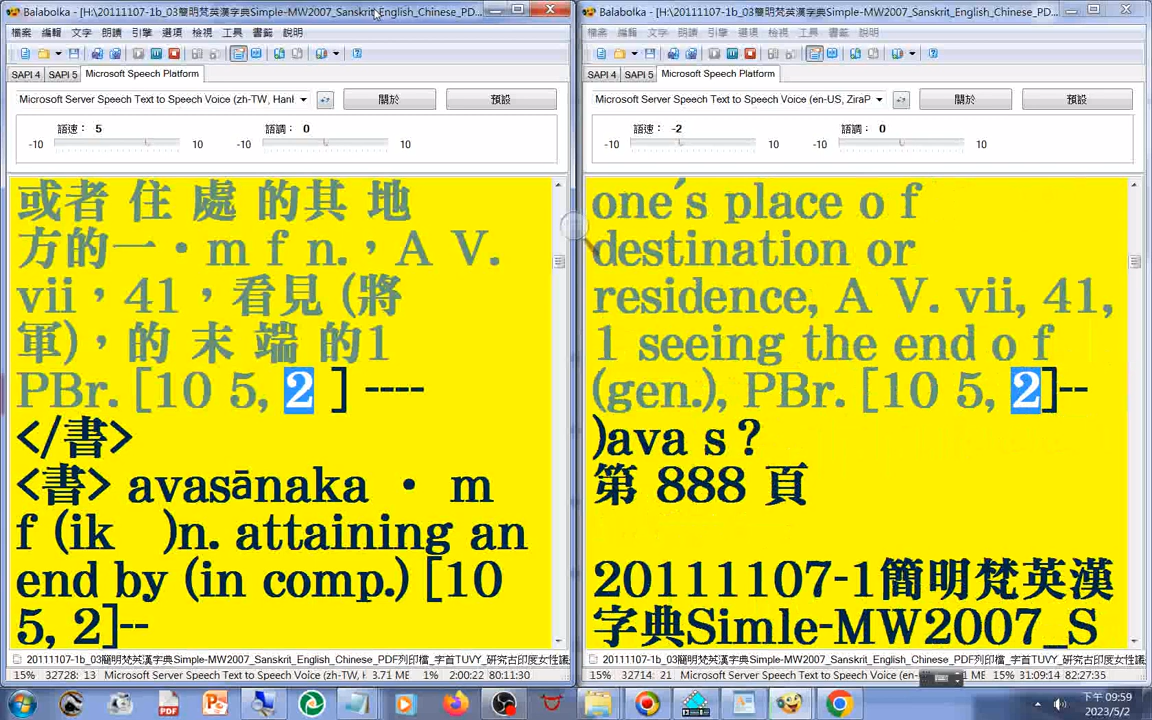 Balabolka - [H:\20111107-1b_03簡明梵英漢字典Simple-MW2007_Sanskrit_English_Chinese_PD...
檔案 編輯 文字 朗讀 引擎 選項 檢視 工具 書籤 說明
SAPI 4 SAPI 5 Microsoft Speech Platform
Microsoft Server Speech Text to Speech Voice (zh-TW, Hanl 關於 預設
語速： 5 語調： 0
-10 10 -10 10
或者 住 處 的其 地
方的一・m f n.，A V.
vii，41，看見 (將
軍)，的 末 端 的1
PBr. [10 5, 2 ] ----
</書>
<書> avasānaka ・ m
f (ik )n. attaining an
end by (in comp.) [10
5, 2]--
20111107-1b_03簡明梵英漢字典Simple-MW2007_Sanskrit_English_Chinese_PDF列印檔_字首TUVY_研究古印度女性議
15% 32728: 13 Microsoft Server Speech Text to Speech Voice (zh-TW, H 3.71 ME 1% 2:00:22 80:11:30
Balabolka - [H:\20111107-1b_03簡明梵英漢字典Simple-MW2007_Sanskrit_English_Chinese_PD...
檔案 編輯 文字 朗讀 引擎 選項 檢視 工具 書籤 說明
SAPI 4 SAPI 5 Microsoft Speech Platform
Microsoft Server Speech Text to Speech Voice (en-US, ZiraP 關於 預設
語速： -2 語調： 0
-10 10 -10 10
one's place o f
destination or
residence, A V. vii, 41,
1 seeing the end o f
(gen.), PBr. [10 5, 2]--
)ava s？
第 888 頁
20111107-1簡明梵英漢
字典Simle-MW2007_S
20111107-1b_03簡明梵英漢字典Simple-MW2007_Sanskrit_English_Chinese_PDF列印檔_字首TUVY_研究古印度女性議
15% 32714: 21 Microsoft Server Speech Text to Speech Voice (en-US, 15% 31:09:14 82:27:35
下午 09:59
2023/5/2